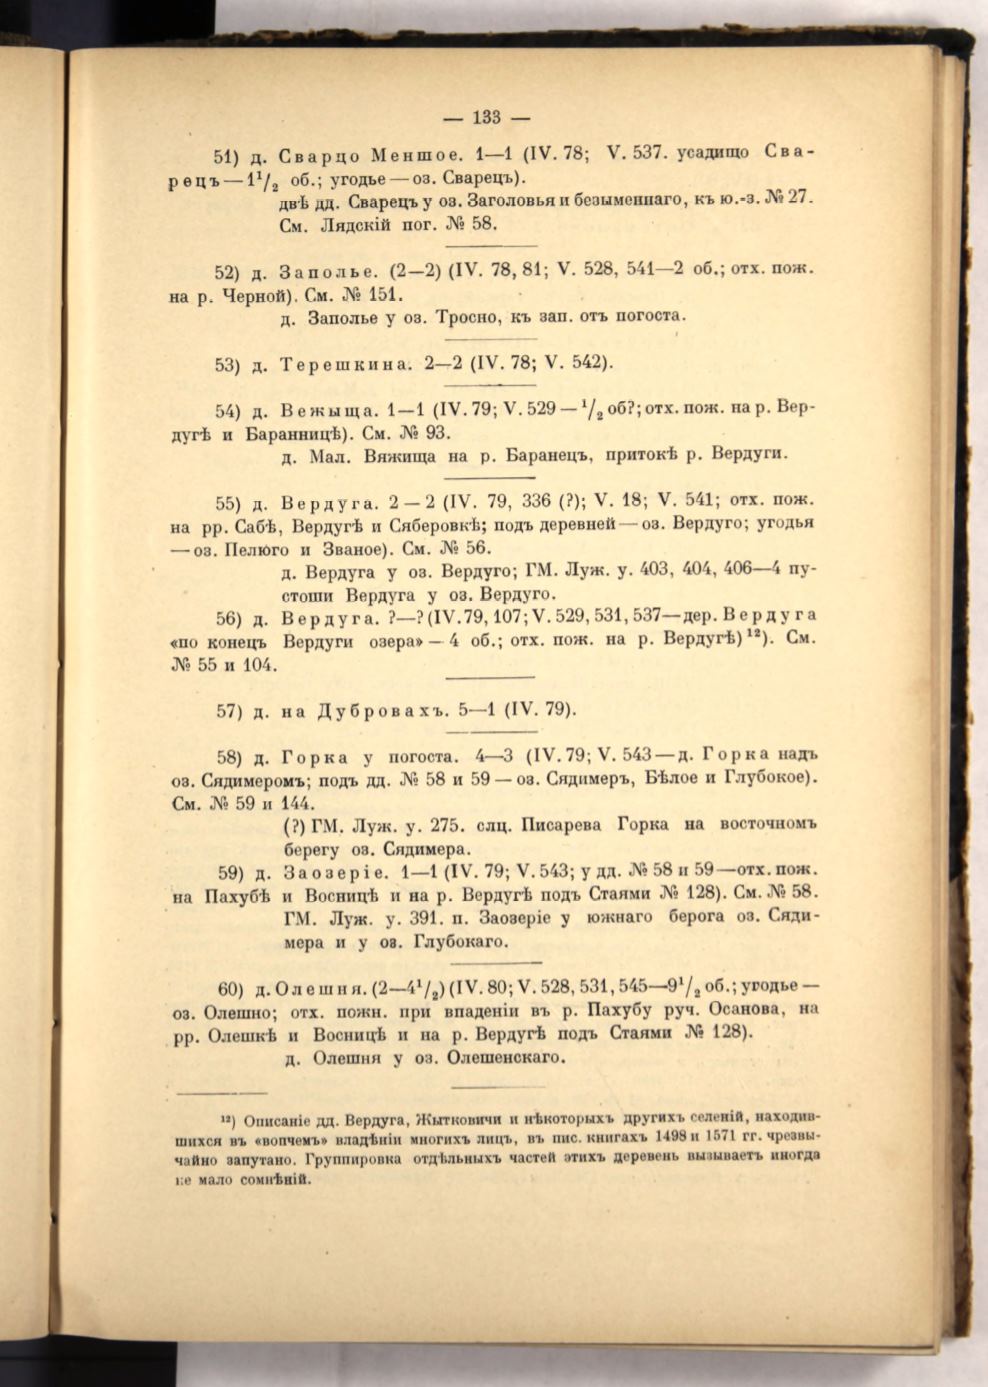 — 133 —
51) д. Сварцо Меншое. 1—1 (IV. 78; V. 537. усадищо Сва-
рецъ — 1¹/₂ об.; угодье — оз. Сварецъ).
двѣ дд. Сварецъ у оз. Заголовья и безыменнаго, къ ю.-з. № 27.
См. Лядскій пог. № 58.
52) д. Заполье. (2—2) (IV. 78, 81; V. 528, 541—2 об.; отх. пож.
на р. Черной). См. № 151.
д. Заполье у оз. Тросно, къ зап. отъ погоста.
53) д. Терешкина. 2—2 (IV. 78; V. 542).
54) д. Вежыща. 1—1 (IV. 79; V. 529 — ¹/₂ об?; отх. пож. на р. Вер-
дугѣ и Баранницѣ). См. № 93.
д. Мал. Вяжища на р. Баранецъ, притокѣ р. Вердуги.
55) д. Вердуга. 2 — 2 (IV. 79, 336 (?); V. 18; V. 541; отх. пож.
на рр. Сабѣ, Вердугѣ и Сяберовкѣ; подъ деревней — оз. Вердуго; угодья
— оз. Пелюго и Званое). См. № 56.
д. Вердуга у оз. Вердуго; ГМ. Луж. у. 403, 404, 406—4 пу-
стоши Вердуга у оз. Вердуго.
56) д. Вердуга. ?—? (IV. 79, 107; V. 529, 531, 537—дер. Вердуга
«по конецъ Вердуги озера» — 4 об.; отх. пож. на р. Вердугѣ) ¹²). См.
№ 55 и 104.
57) д. на Дубровахъ. 5—1 (IV. 79).
58) д. Горка у погоста. 4—3 (IV. 79; V. 543 — д. Горка надъ
оз. Сядимеромъ; подъ дд. № 58 и 59 — оз. Сядимеръ, Бѣлое и Глубокое).
См. № 59 и 144.
(?) ГМ. Луж. у. 275. слц. Писарева Горка на восточномъ
берегу оз. Сядимера.
59) д. Заозеріе. 1—1 (IV. 79; V. 543; у дд. № 58 и 59—отх. пож.
на Пахубѣ и Восницѣ и на р. Вердугѣ подъ Стаями № 128). См. № 58.
ГМ. Луж. у. 391. п. Заозеріе у южнаго берога оз. Сяди-
мера и у оз. Глубокаго.
60) д. Олешня. (2—4¹/₂) (IV. 80; V. 528, 531, 545—9¹/₂ об.; угодье —
оз. Олешно; отх. пожн. при впаденіи въ р. Пахубу руч. Осанова, на
рр. Олешкѣ и Восницѣ и на р. Вердугѣ подъ Стаями № 128).
д. Олешня у оз. Олешенскаго.
¹²) Описаніе дд. Вердуга, Жытковичи и нѣкоторыхъ другихъ селеній, находив-
шихся въ «вопчемъ» владѣніи многихъ лицъ, въ пис. книгахъ 1498 и 1571 гг. чрезвы-
чайно запутано. Группировка отдѣльныхъ частей этихъ деревень вызываетъ иногда
не мало сомнѣній.